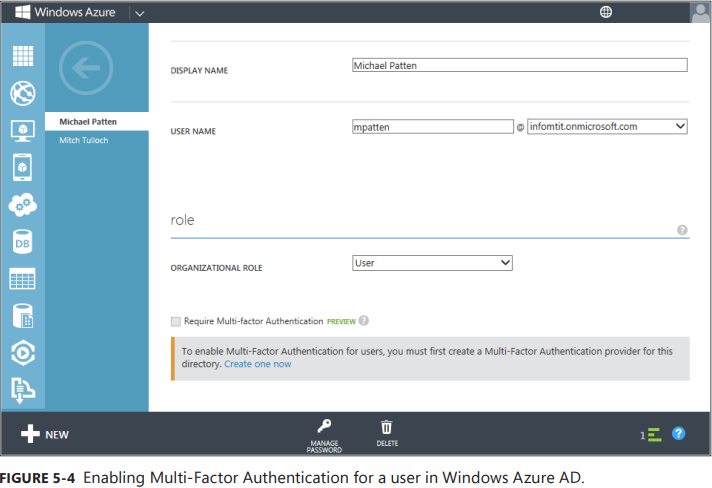 Windows Azure
DISPLAY NAME
Michael Patten
Michael Patten
Mitch Tulloch
USER NAME
mpatten @ infomtit.onmicrosoft.com
DB
role
?
ORGANIZATIONAL ROLE
User
Require Multi-factor Authentication PREVIEW ?
To enable Multi-Factor Authentication for users, you must first create a Multi-Factor Authentication provider for this
directory. Create one now
NEW
MANAGE
PASSWORD
DELETE
1
?
FIGURE 5-4 Enabling Multi-Factor Authentication for a user in Windows Azure AD.